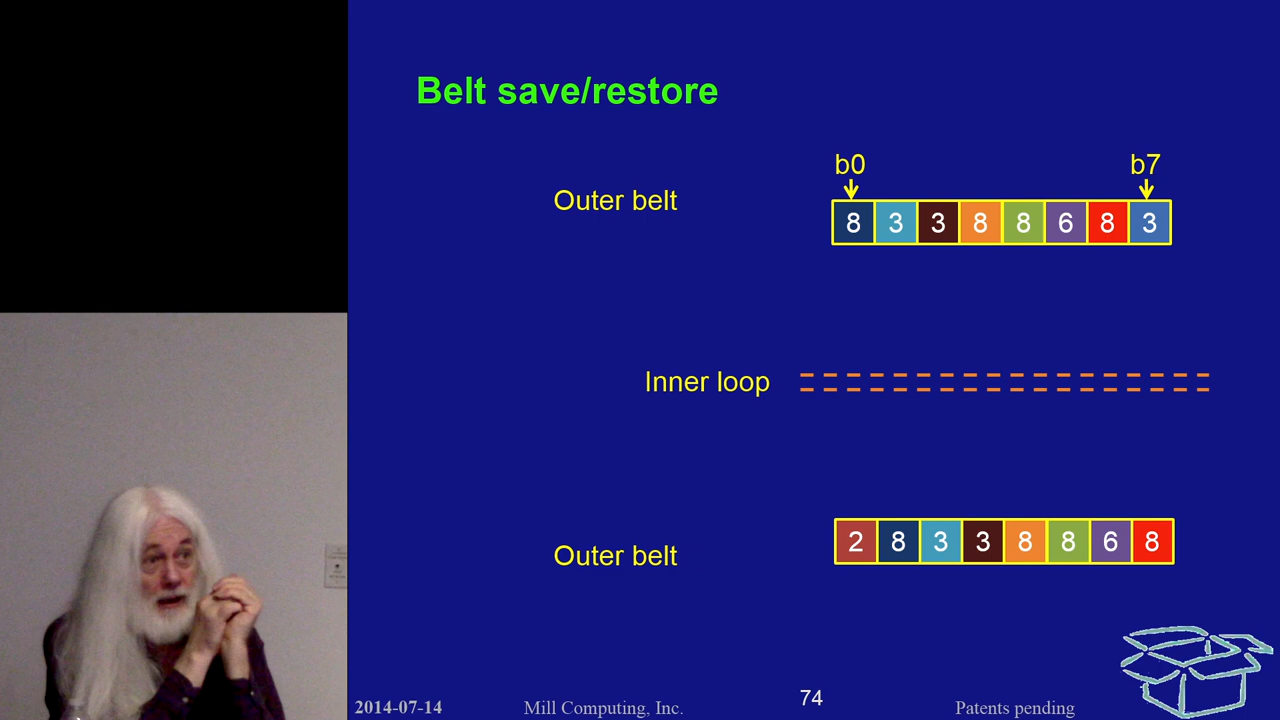 Belt save/restore
b0 b7
Outer belt
8 3 3 8 8 6 8 3
Inner loop
Outer belt
2 8 3 3 8 8 6 8
2014-07-14 Mill Computing, Inc. 74 Patents pending